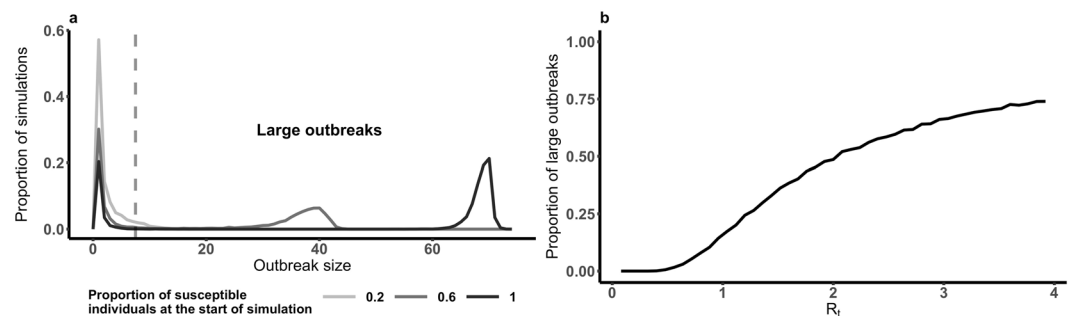 a
Proportion of simulations
0.6
0.4
0.2
0.0
Large outbreaks
0 20 40 60
Outbreak size
Proportion of susceptible
individuals at the start of simulation
0.2 0.6 1
b
Proportion of large outbreaks
1.00
0.75
0.50
0.25
0.00
0 1 2 3 4
Rt